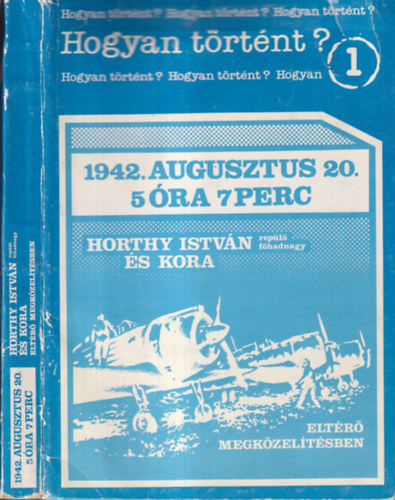 Hogyan történt? Hogyan történt? Hogyan történt?
Hogyan történt?
1
Hogyan történt? Hogyan történt? Hogyan
1942. AUGUSZTUS 20.
5 ÓRA 7 PERC
HORTHY ISTVÁN repülő
főhadnagy
ÉS KORA
ELTÉRŐ
MEGKÖZELÍTÉSBEN
HORTHY ISTVÁN repülő
főhadnagy
ÉS KORA
ELTÉRŐ MEGKÖZELÍTÉSBEN
1942. AUGUSZTUS 20.
5 ÓRA 7 PERC